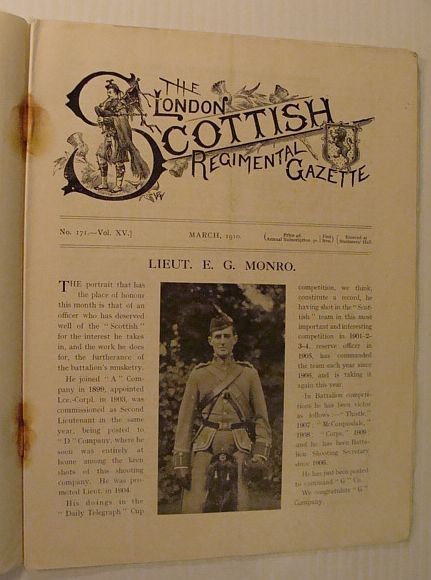 THE
LONDON
SCOTTISH
REGIMENTAL
GAZETTE
No. 171.—Vol. XV.]
MARCH, 1910.
Price
Annual Subscription
Post
Entered at
Stationers' Hall.
LIEUT. E. G. MONRO.
THE portrait that has
the place of honour
this month is that of an
officer who has deserved
well of the "Scottish"
for the interest he takes
in, and the work he does
for, the furtherance of
the battalion's musketry.
He joined "A" Com-
pany in 1899, appointed
Lce.-Corpl. in 1903, was
commissioned as Second
Lieutenant in the same
year, being posted to
"D" Company, where he
soon was entirely at
home among the keen
shots of this shooting
company. He was pro-
moted Lieut. in 1904.
His doings in the
"Daily Telegraph" Cup
competition, we think,
constitute a record, he
having shot in the "Scot-
tish" team in this most
important and interesting
competition in 1901-2-
3-4, reserve officer in
1905, has commanded
the team each year since
1906, and is taking it
again this year.
In Battalion competi-
tions he has been victor
as follows:—"Thistle,"
1907; "McCorquodale,"
1908; "Corps," 1909
and he has been Batta-
lion Shooting Secretary
since 1906.
He has just been posted
to command "G" Co.
We congratulate "G"
Company.